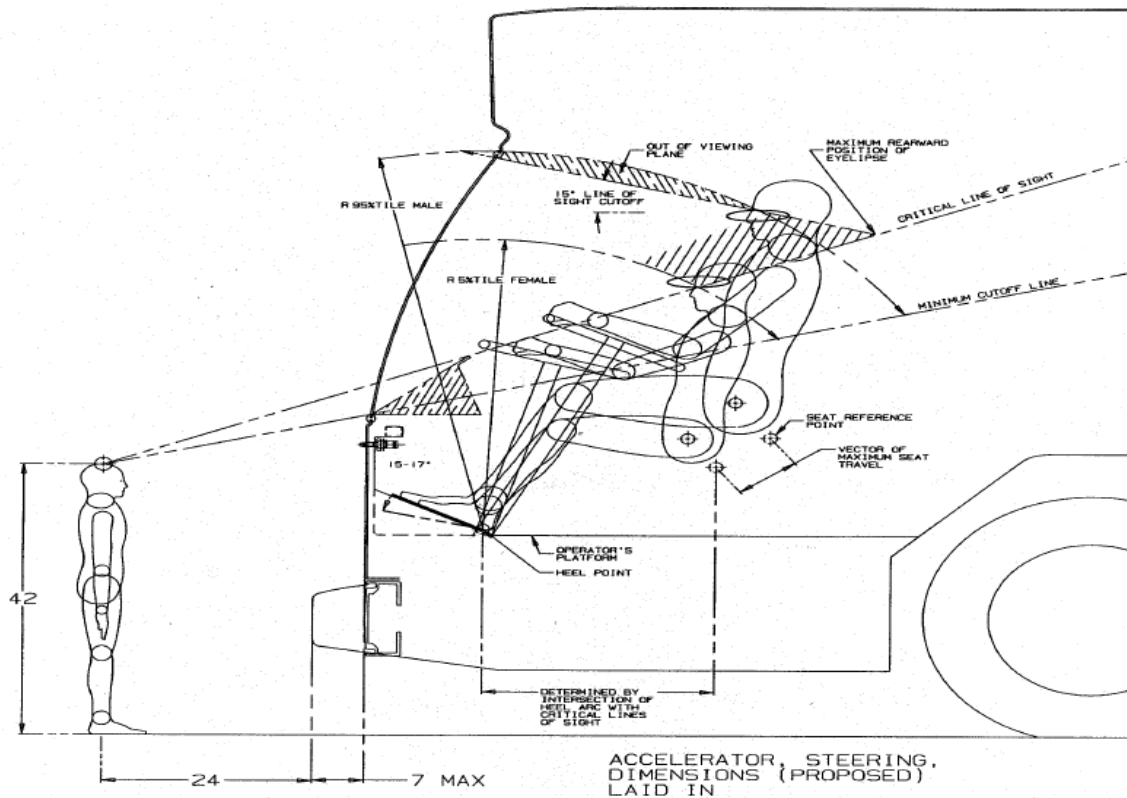 OUT OF VIEWING
PLANE
MAXIMUM REARWARD
POSITION OF
EYELIPSE
15° LINE OF
SIGHT CUTOFF
CRITICAL LINE OF SIGHT
R 95%TILE MALE
R 5%TILE FEMALE
MINIMUM CUTOFF LINE
SEAT REFERENCE
POINT
VECTOR OF
MAXIMUM SEAT
TRAVEL
15-17°
OPERATOR'S
PLATFORM
HEEL POINT
42
DETERMINED BY
INTERSECTION OF
HEEL ARC WITH
CRITICAL LINES
OF SIGHT
24
7 MAX
ACCELERATOR, STEERING,
DIMENSIONS (PROPOSED)
LAID IN